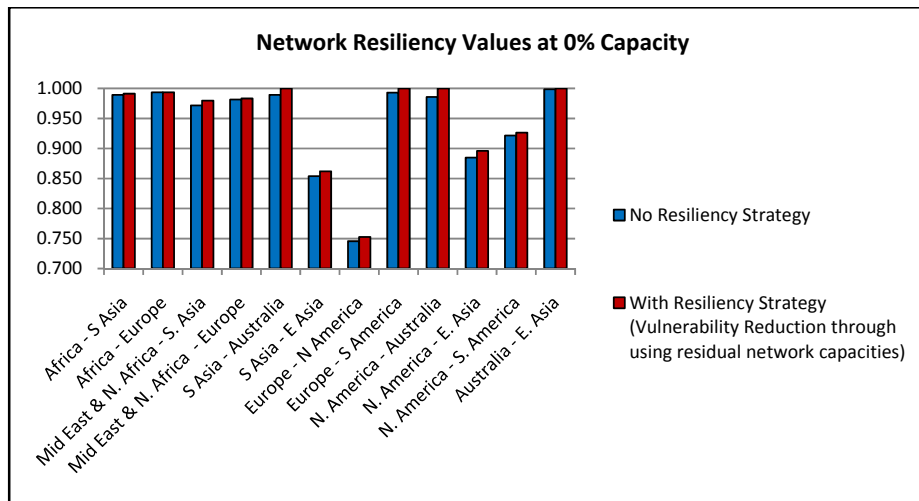 Network Resiliency Values at 0% Capacity
1.000
0.950
0.900
0.850
0.800
0.750
0.700
Africa - S Asia
Africa - Europe
Mid East & N. Africa - S. Asia
Mid East & N. Africa - Europe
S Asia - Australia
S Asia - E Asia
Europe - N America
Europe - S America
N. America - Australia
N. America - E. Asia
N. America - S. America
Australia - E. Asia
No Resiliency Strategy
With Resiliency Strategy
(Vulnerability Reduction through
using residual network capacities)